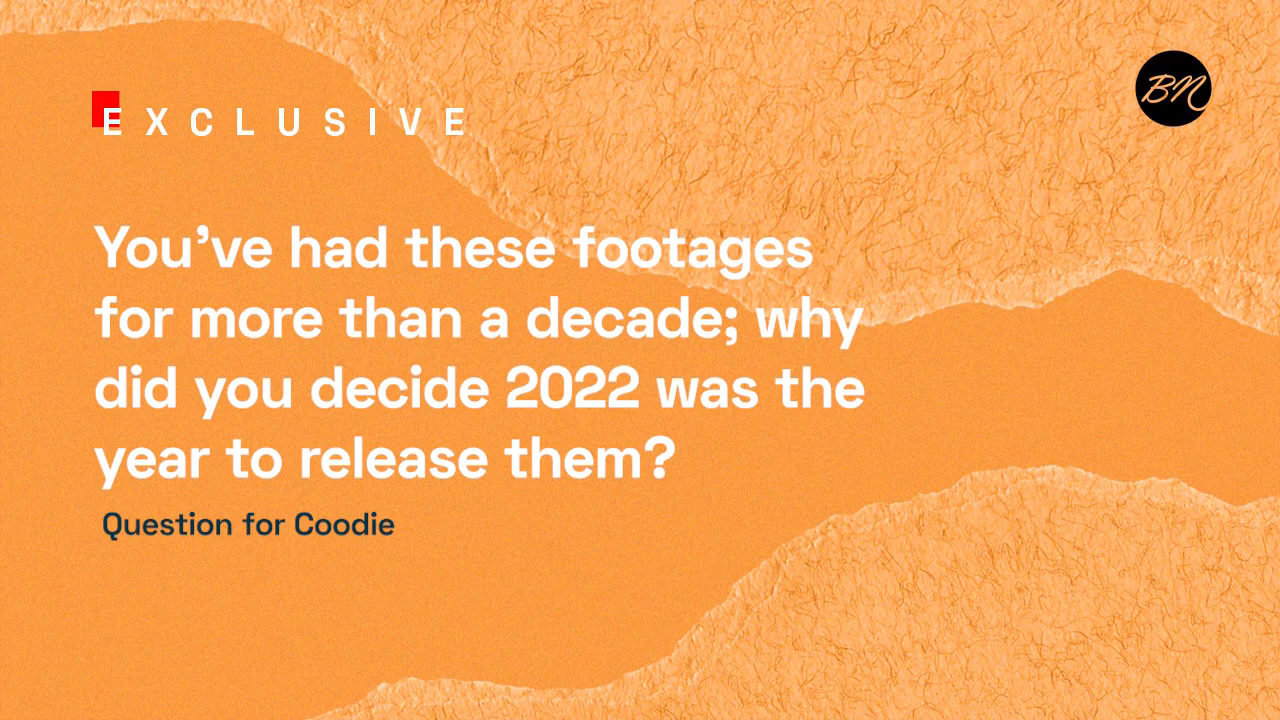 EXCLUSIVE
BN
You’ve had these footages
for more than a decade; why
did you decide 2022 was the
year to release them?
Question for Coodie